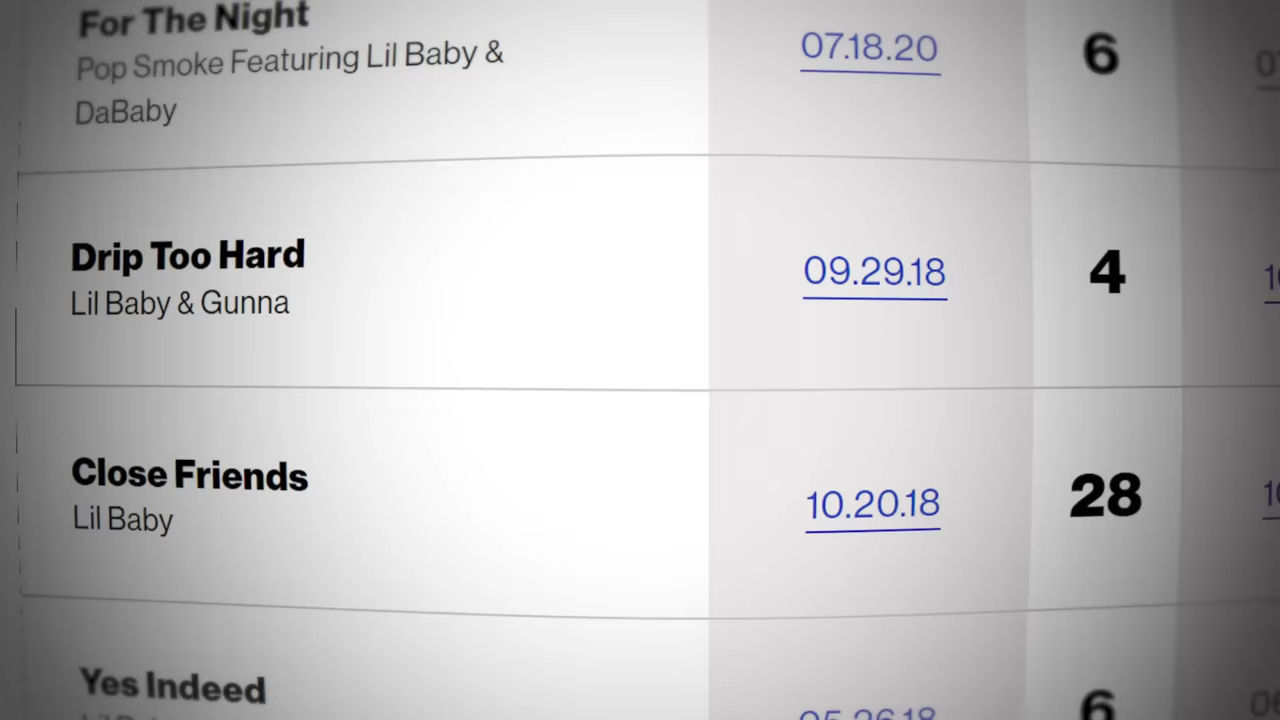 For The Night
Pop Smoke Featuring Lil Baby &
DaBaby
07.18.20
6
Drip Too Hard
Lil Baby & Gunna
09.29.18
4
Close Friends
Lil Baby
10.20.18
28
Yes Indeed
6